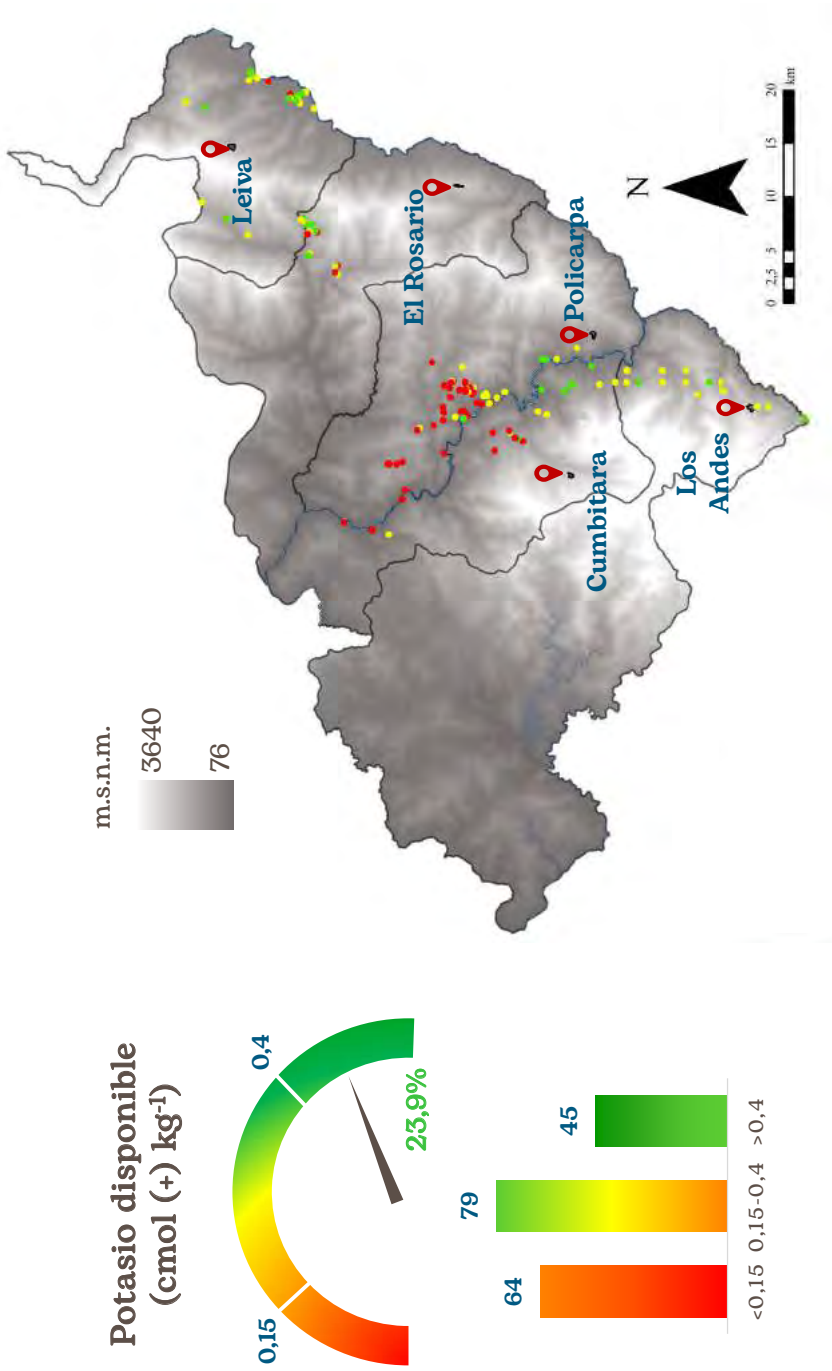 Potasio disponible
(cmol (+) kg⁻¹)
0,15
0,4
23,9%
64
79
45
<0,15
0,15-0,4
>0,4
m.s.n.m.
3640
76
Leiva
El Rosario
Policarpa
Cumbitara
Los
Andes
N
0 2,5 5 10 15 20
km